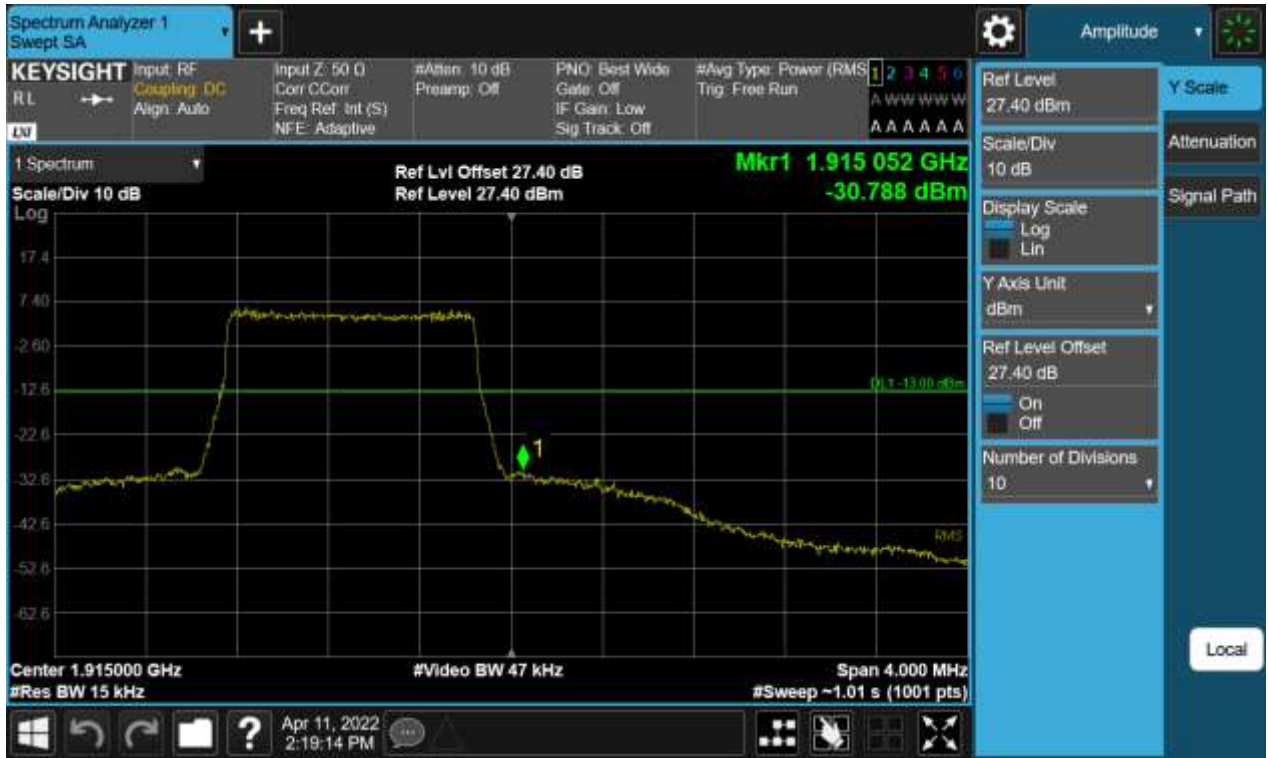 Spectrum Analyzer 1
Swept SA
+
Amplitude
KEYSIGHT
RL
LXI
Input: RF
Coupling: DC
Align: Auto
Input Z: 50 Ω
Corr CCorr
Freq Ref: Int (S)
NFE: Adaptive
#Atten: 10 dB
Preamp: Off
PNO: Best Wide
Gate: Off
IF Gain: Low
Sig Track: Off
#Avg Type: Power (RMS
Trig: Free Run
1 2 3 4 5 6
A W W W W W
A A A A A A
1 Spectrum
Scale/Div 10 dB
Ref Lvl Offset 27.40 dB
Ref Level 27.40 dBm
Mkr1 1.915 052 GHz
-30.788 dBm
Log
17.4
7.40
-2.60
-12.6
-22.6
-32.6
-42.6
-52.6
-62.6
DL1 -13.00 dBm
1
RMS
Center 1.915000 GHz
#Res BW 15 kHz
#Video BW 47 kHz
Span 4.000 MHz
#Sweep ~1.01 s (1001 pts)
Ref Level
27.40 dBm
Scale/Div
10 dB
Display Scale
Log
Lin
Y Axis Unit
dBm
Ref Level Offset
27.40 dB
On
Off
Number of Divisions
10
Y Scale
Attenuation
Signal Path
Local
?
Apr 11, 2022
2:19:14 PM